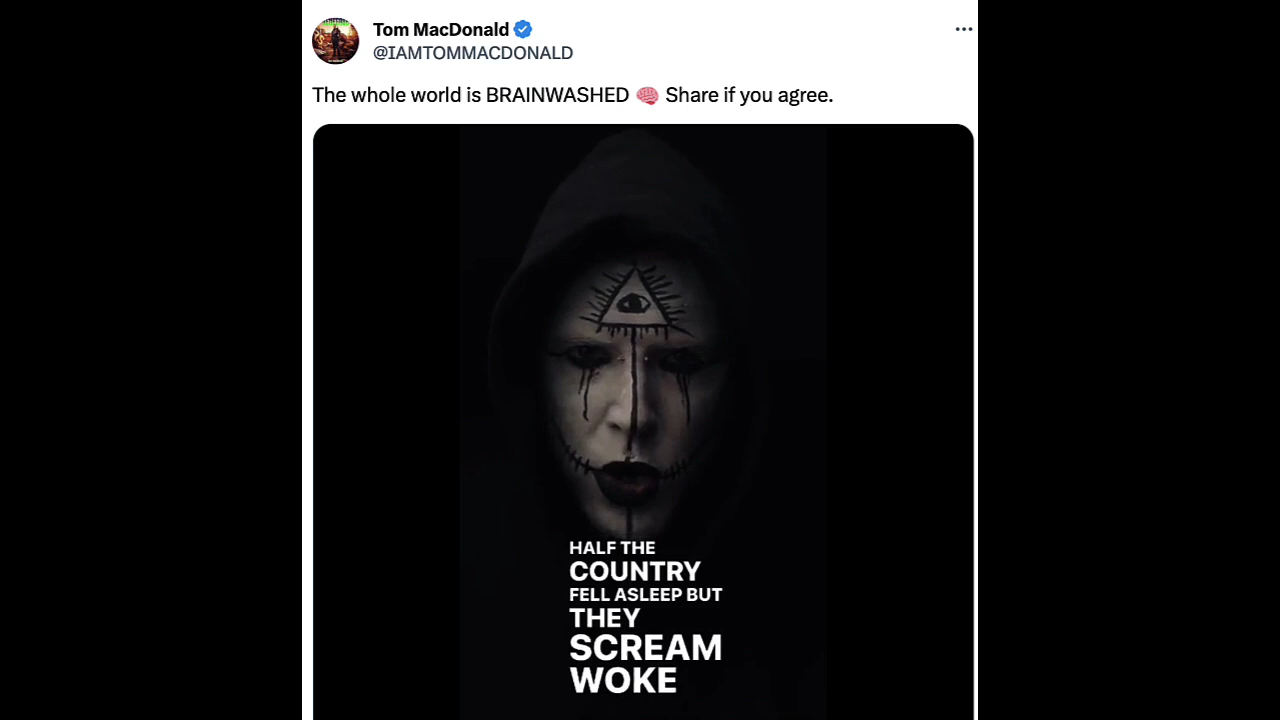 Tom MacDonald
@IAMTOMMACDONALD
The whole world is BRAINWASHED 🧠 Share if you agree.
HALF THE
COUNTRY
FELL ASLEEP BUT
THEY
SCREAM
WOKE